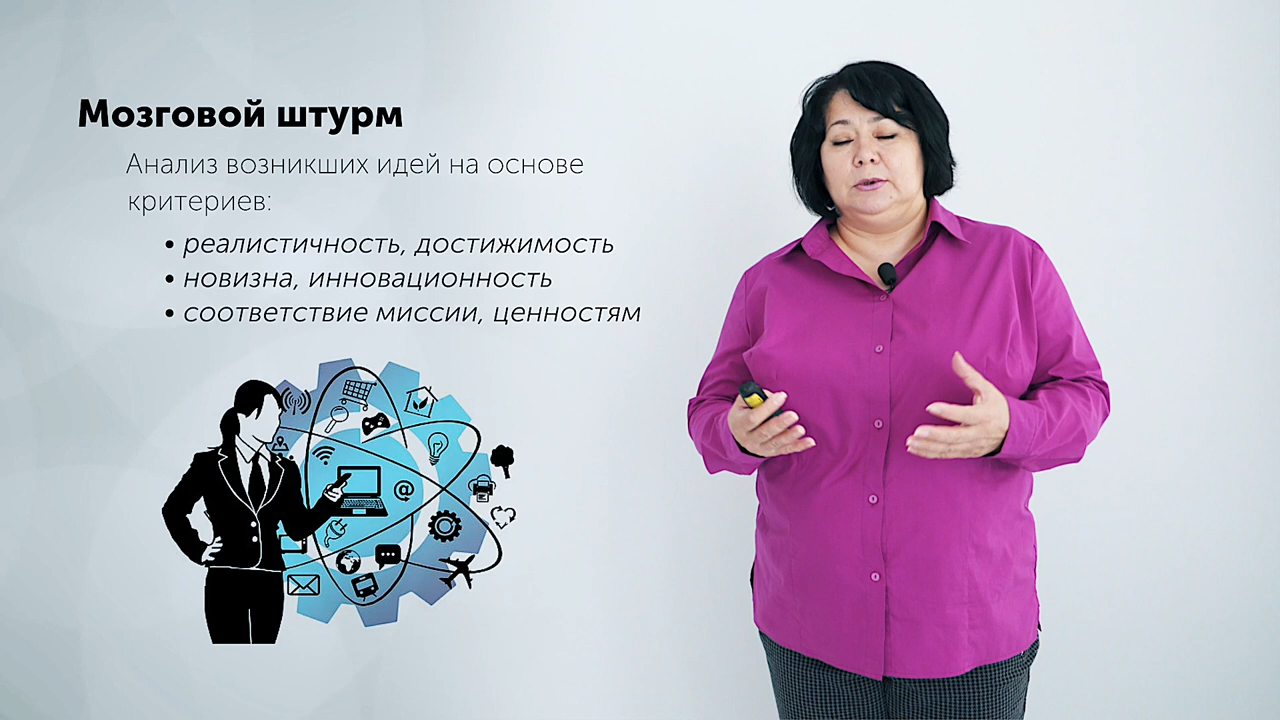 Мозговой штурм
Анализ возникших идей на основе
критериев:
• реалистичность, достижимость
• новизна, инновационность
• соответствие миссии, ценностям
@